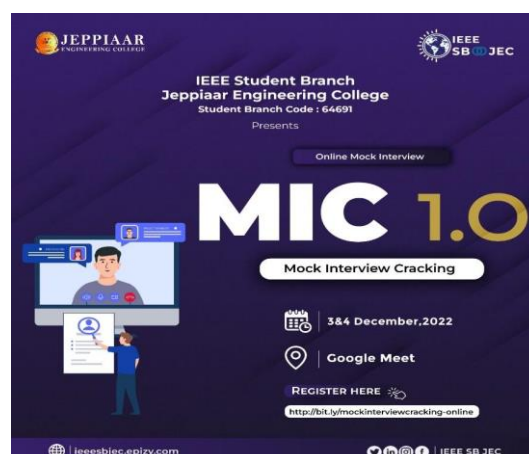 JEPPIAAR
ENGINEERING COLLEGE
IEEE
SB JEC
IEEE Student Branch
Jeppiaar Engineering College
Student Branch Code : 64691
Presents
Online Mock Interview
MIC 1.0
Mock Interview Cracking
3&4 December,2022
Google Meet
REGISTER HERE
http://bit.ly/mockinterviewcracking-online
ieeesbjec.epizy.com
IEEE SB JEC